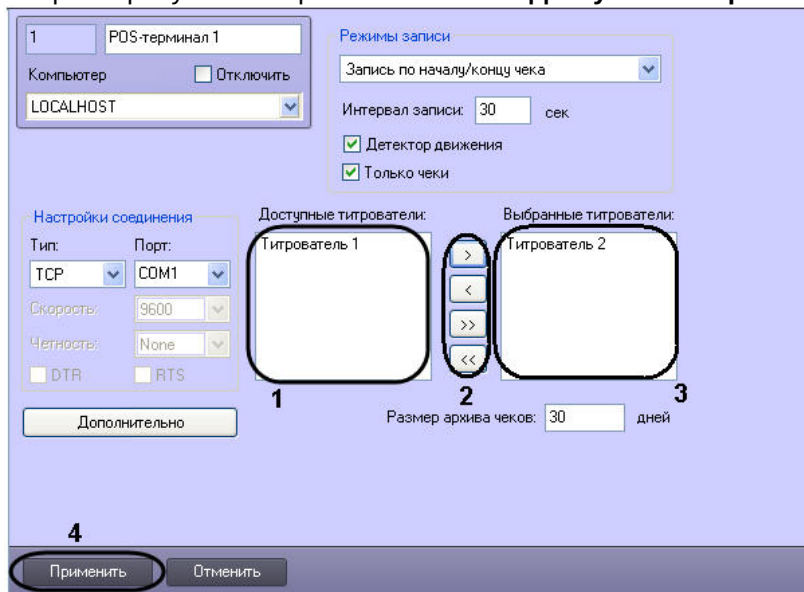 1 POS-терминал 1
Компьютер Отключить
LOCALHOST
Режимы записи
Запись по началу/концу чека
Интервал записи: 30 сек
Детектор движения
Только чеки
Настройки соединения
Тип: Порт:
TCP COM1
Скорость: 9600
Четность: None
DTR RTS
Дополнительно
Доступные титрователи:
Титрователь 1
>
<
>>
<<
Выбранные титрователи:
Титрователь 2
1 2 3
Размер архива чеков: 30 дней
4
Применить Отменить